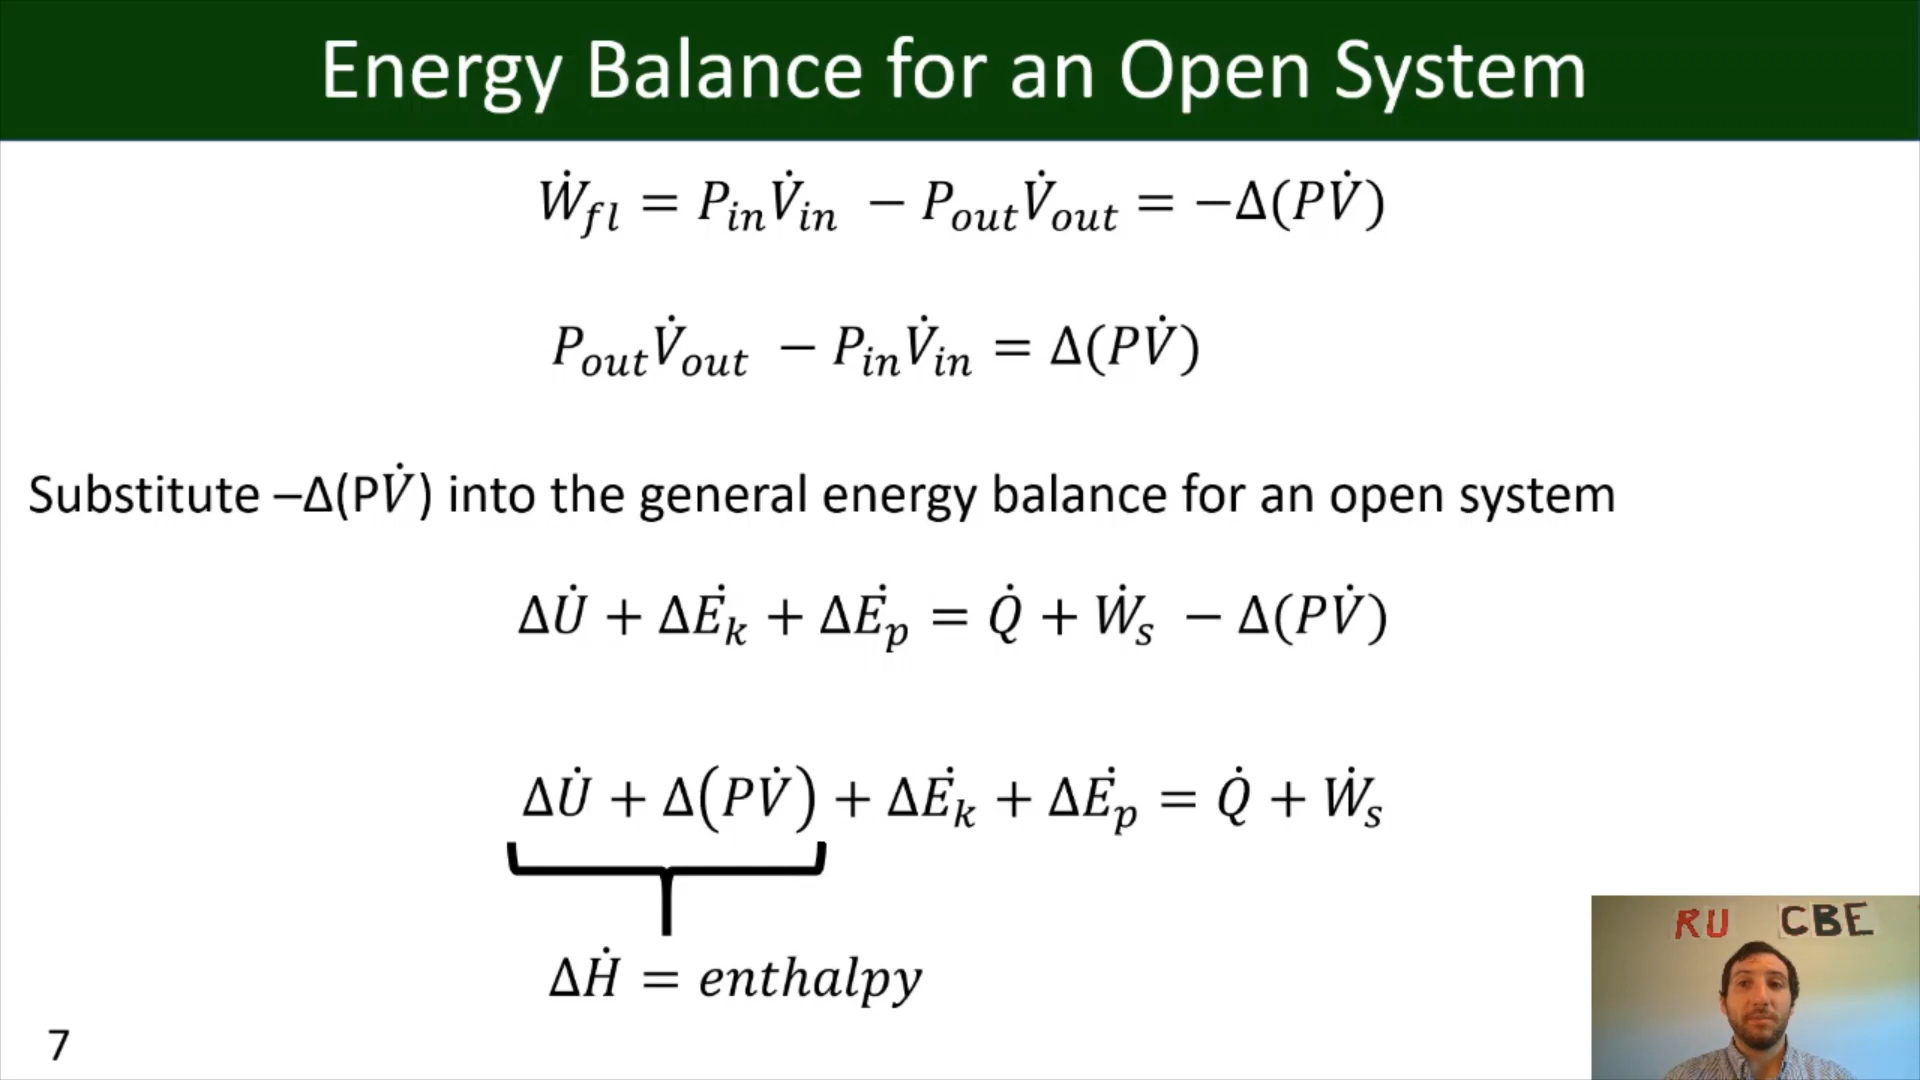 Energy Balance for an Open System
Ẇ_fl = P_in V̇_in − P_out V̇_out = −Δ(PV̇)
P_out V̇_out − P_in V̇_in = Δ(PV̇)
Substitute –Δ(PV̇) into the general energy balance for an open system
ΔU̇ + ΔĖ_k + ΔĖ_p = Q̇ + Ẇ_s − Δ(PV̇)
ΔU̇ + Δ(PV̇) + ΔĖ_k + ΔĖ_p = Q̇ + Ẇ_s
ΔḢ = enthalpy
RU CBE
7